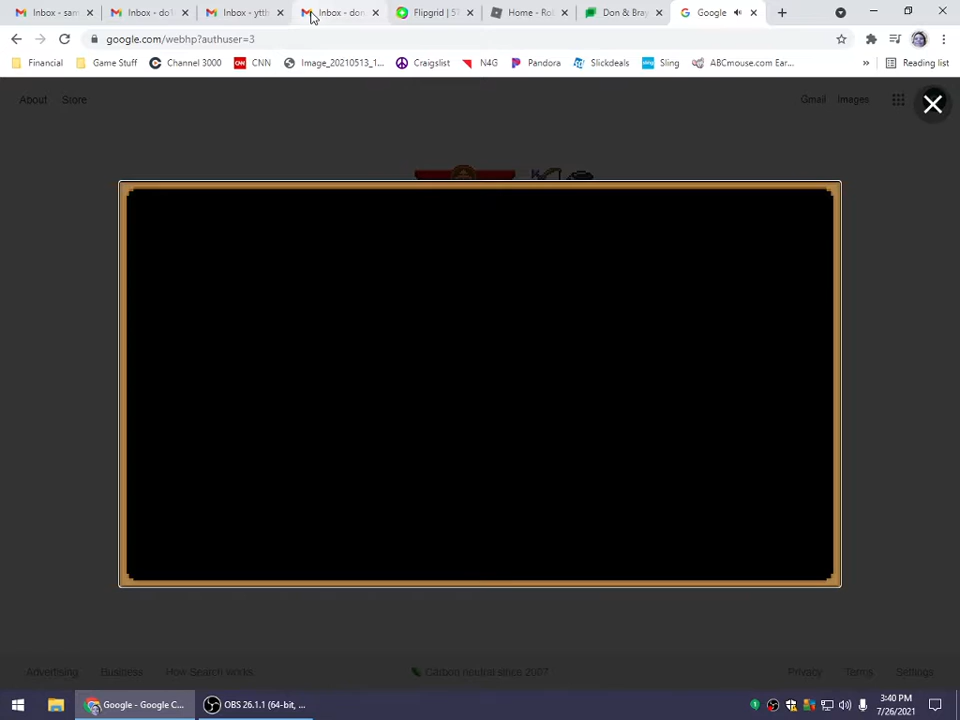 Inbox - sam
Inbox - do
Inbox - ytth
Inbox - don
Flipgrid | 5
Home - Ro
Don & Bray
Google
google.com/webhp?authuser=3
Financial
Game Stuff
Channel 3000
CNN
Image_20210513_1...
Craigslist
N4G
Pandora
Slickdeals
Sling
ABCmouse.com Ear...
»
Reading list
About
Store
Gmail
Images
Advertising
Business
How Search works
Carbon neutral since 2007
Privacy
Terms
Settings
Google - Google C...
OBS 26.1.1 (64-bit, ...
3:40 PM
7/26/2021